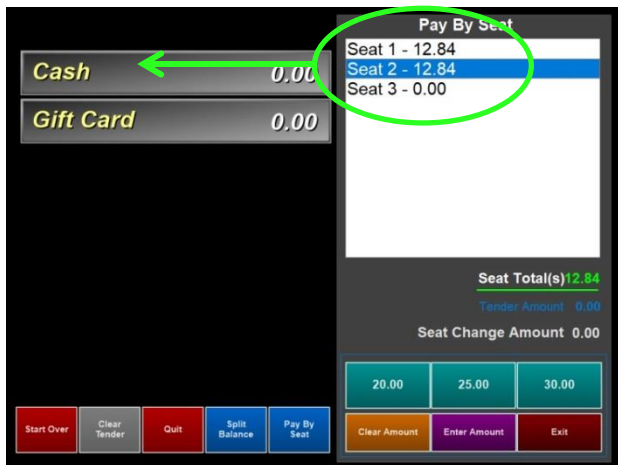 Pay By Seat
Seat 1 - 12.84
Seat 2 - 12.84
Seat 3 - 0.00
Cash 0.00
Gift Card 0.00
Seat Total(s)12.84
Tender Amount 0.00
Seat Change Amount 0.00
20.00 25.00 30.00
Start Over
Clear
Tender
Quit
Split
Balance
Pay By
Seat
Clear Amount
Enter Amount
Exit